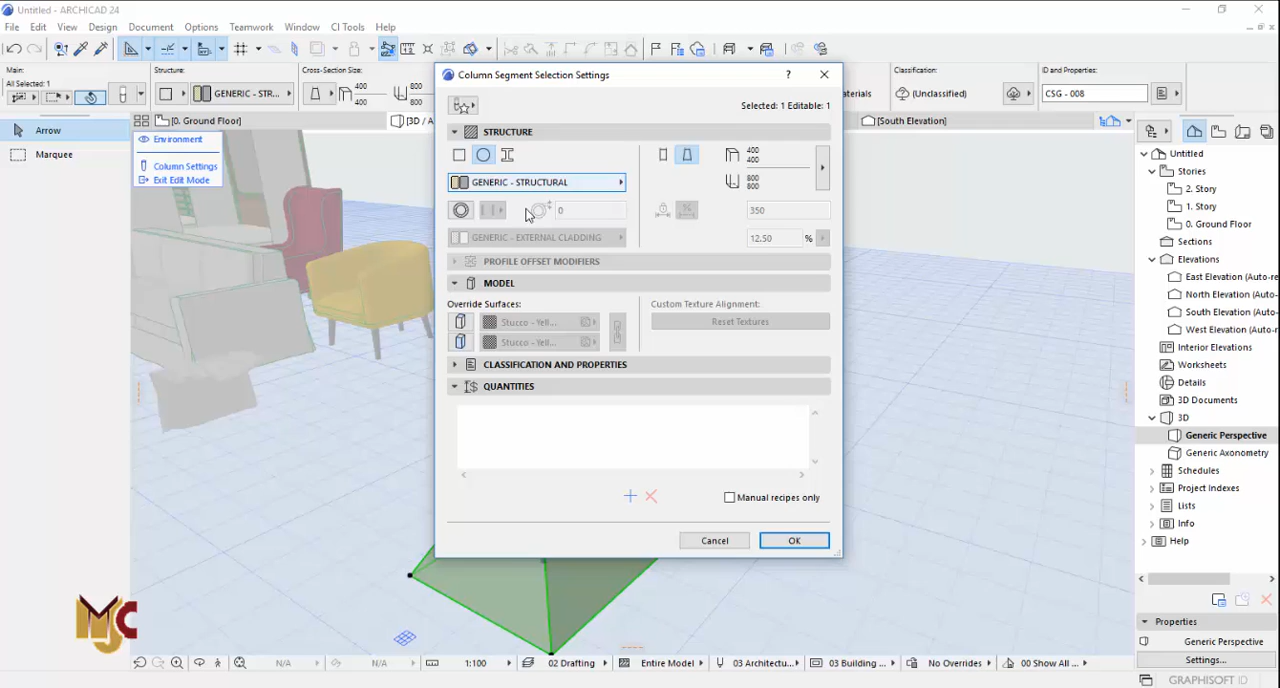 Untitled - ARCHICAD 24
File Edit View Design Document Options Teamwork Window CI Tools Help
Main: Structure: Cross-Section Size: Classification: ID and Properties:
All Selected: 1
GENERIC - STR...
400
400
800
800
aterials
(Unclassified)
CSG - 008
Arrow
Marquee
[0. Ground Floor]
[3D / A
[South Elevation]
Environment
Column Settings
Exit Edit Mode
Column Segment Selection Settings
?
Selected: 1 Editable: 1
STRUCTURE
400
400
GENERIC - STRUCTURAL
800
800
0
350
GENERIC - EXTERNAL CLADDING
12.50 %
PROFILE OFFSET MODIFIERS
MODEL
Override Surfaces:
Custom Texture Alignment:
Stucco - Yell...
Reset Textures
Stucco - Yell...
CLASSIFICATION AND PROPERTIES
QUANTITIES
Manual recipes only
Cancel
OK
Untitled
Stories
2. Story
1. Story
0. Ground Floor
Sections
Elevations
East Elevation (Auto-re
North Elevation (Auto-r
South Elevation (Auto-r
West Elevation (Auto-r
Interior Elevations
Worksheets
Details
3D Documents
3D
Generic Perspective
Generic Axonometry
Schedules
Project Indexes
Lists
Info
Help
Properties
Generic Perspective
Settings...
GRAPHISOFT ID
MJC
N/A
N/A
1:100
02 Drafting
Entire Model
03 Architectu...
03 Building ...
No Overrides
00 Show All ...